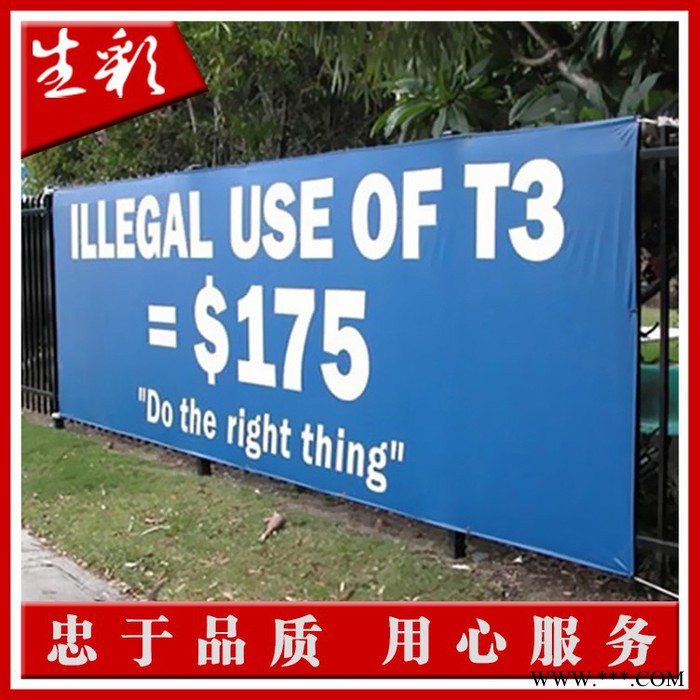 生彩
ILLEGAL USE OF T3
= $175
"Do the right thing"
忠于品质 用心服务
www.***.COM